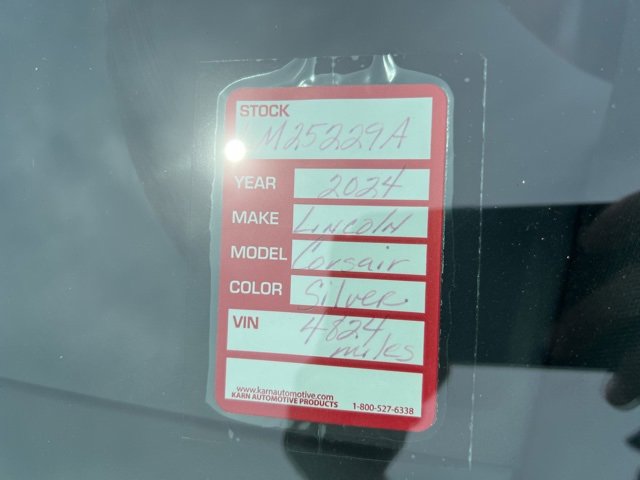 STOCK
LM25229A
YEAR 2024
MAKE LINCOLN
MODEL Corsair
COLOR Silver
VIN 4824
miles
www.karnautomotive.com
KARN AUTOMOTIVE PRODUCTS 1-800-527-6338